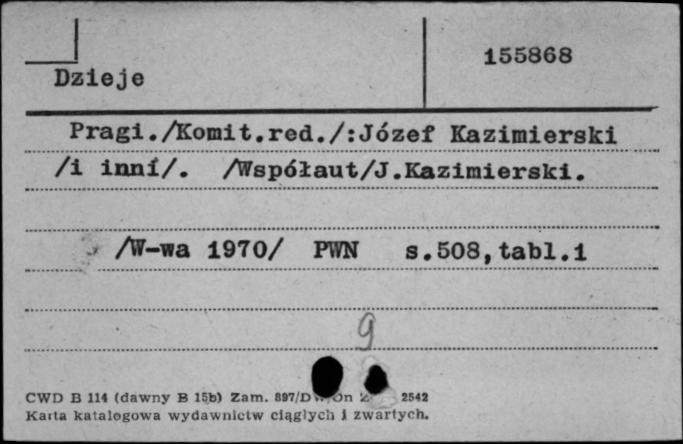 155868
Dzieje
Pragi./Komit.red./:Józef Kazimierski
/i inni/. /Współaut/J.Kazimierski.
/W-wa 1970/ PWN s.508,tabl.1
9
CWD B 114 (dawny B 15b) Zam. 897/D 2542
Karta katalogowa wydawnictw ciągłych i zwartych.